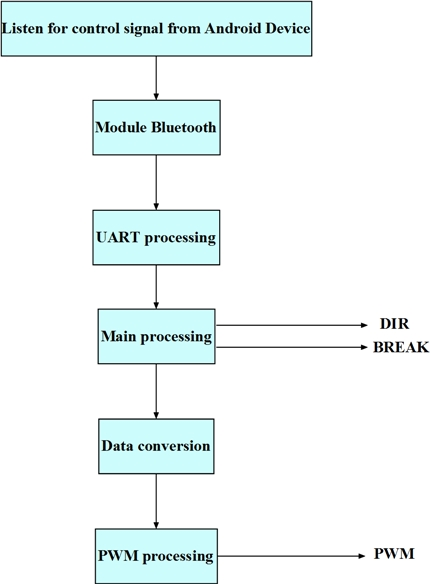 Listen for control signal from Android Device
Module Bluetooth
UART processing
Main processing
DIR
BREAK
Data conversion
PWM processing
PWM